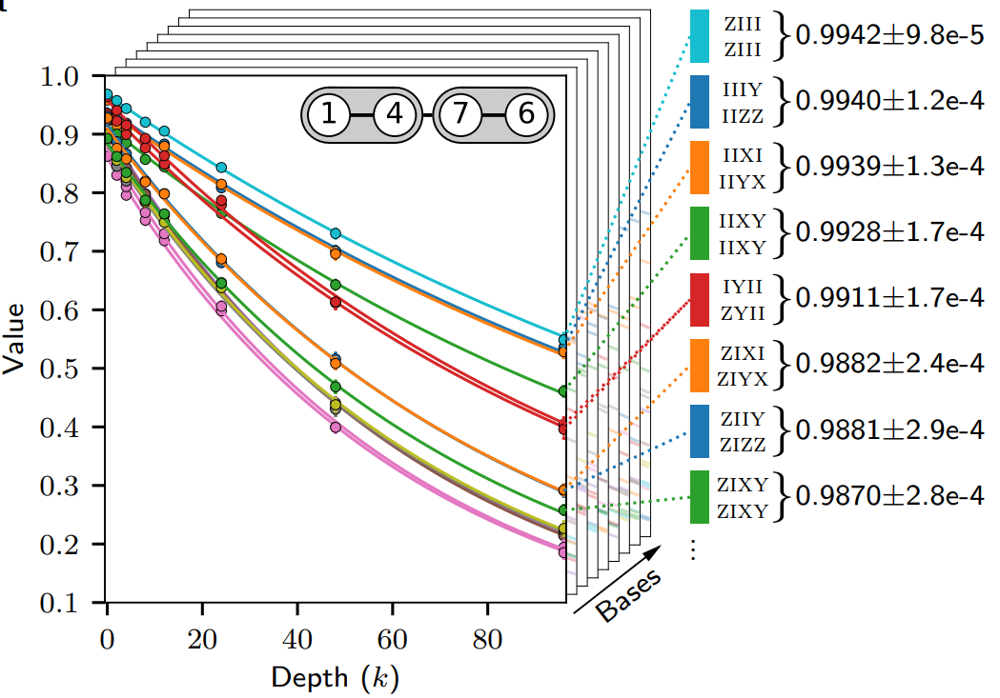 1.0
0.9
0.8
0.7
0.6
0.5
0.4
0.3
0.2
0.1
Value
0 20 40 60 80
Depth (k)
1 4 7 6
Bases
ZIII
ZIII
0.9942±9.8e-5
IIIY
IIZZ
0.9940±1.2e-4
IIXI
IIYX
0.9939±1.3e-4
IIXY
IIXY
0.9928±1.7e-4
IYII
ZYII
0.9911±1.7e-4
ZIXI
ZIYX
0.9882±2.4e-4
ZIIY
ZIZZ
0.9881±2.9e-4
ZIXY
ZIXY
0.9870±2.8e-4
⋮